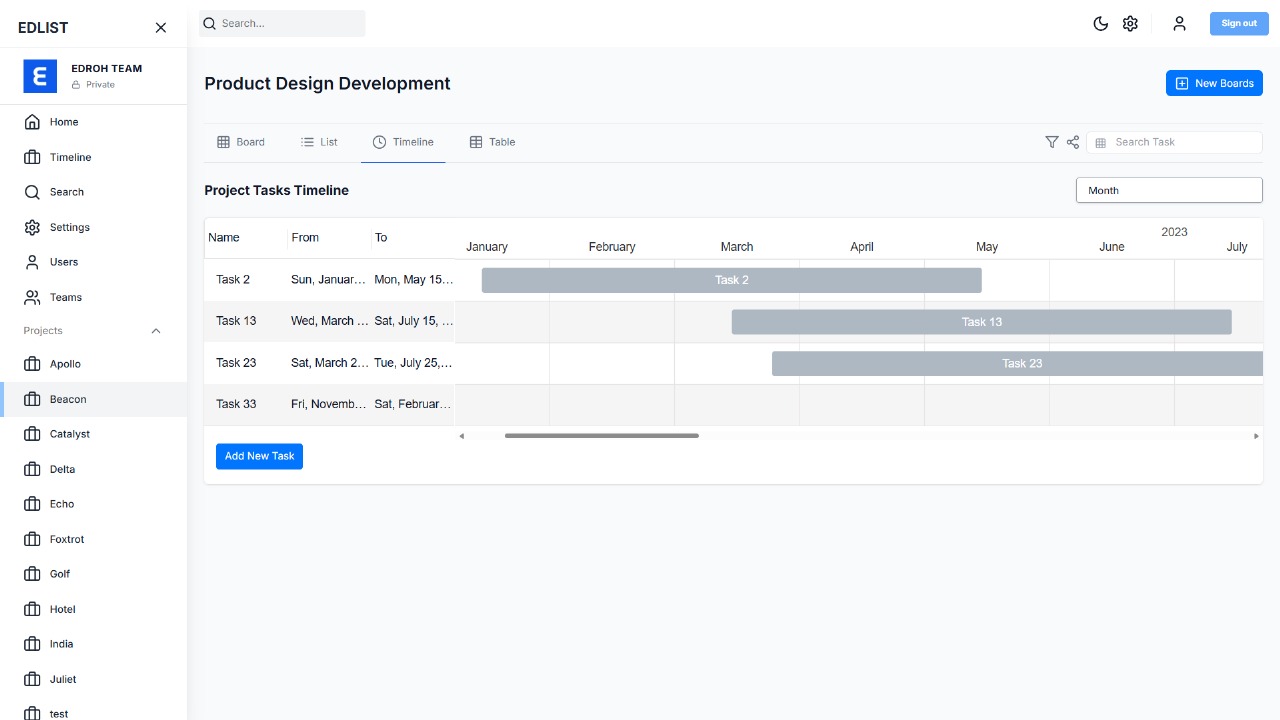 EDLIST
Search...
Sign out
E
EDROH TEAM
Private
Home
Timeline
Search
Settings
Users
Teams
Projects
Apollo
Beacon
Catalyst
Delta
Echo
Foxtrot
Golf
Hotel
India
Juliet
test
Product Design Development
New Boards
Board
List
Timeline
Table
Search Task
Project Tasks Timeline
Month
Name From To
2023
January February March April May June July
Task 2 Sun, Januar... Mon, May 15... Task 2
Task 13 Wed, March ... Sat, July 15, ... Task 13
Task 23 Sat, March 2... Tue, July 25,... Task 23
Task 33 Fri, Novemb... Sat, Februar...
Add New Task